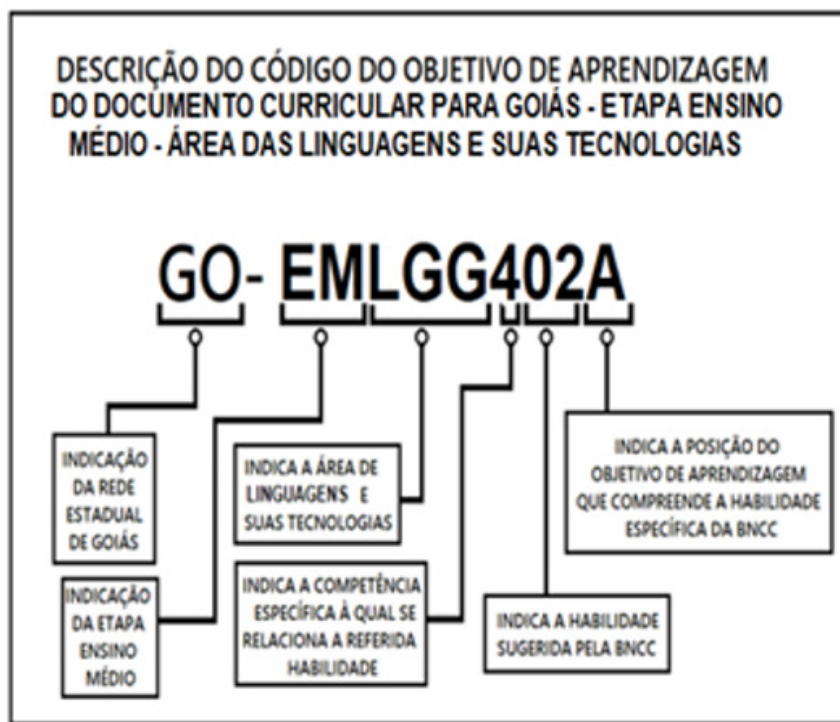 DESCRIÇÃO DO CÓDIGO DO OBJETIVO DE APRENDIZAGEM
DO DOCUMENTO CURRICULAR PARA GOIÁS - ETAPA ENSINO
MÉDIO - ÁREA DAS LINGUAGENS E SUAS TECNOLOGIAS
GO- EMLGG402A
INDICAÇÃO
DA REDE
ESTADUAL
DE GOIÁS
INDICAÇÃO
DA ETAPA
ENSINO
MÉDIO
INDICA A ÁREA DE
LINGUAGENS E
SUAS TECNOLOGIAS
INDICA A COMPETÊNCIA
ESPECÍFICA À QUAL SE
RELACIONA A REFERIDA
HABILIDADE
INDICA A HABILIDADE
SUGERIDA PELA BNCC
INDICA A POSIÇÃO DO
OBJETIVO DE APRENDIZAGEM
QUE COMPREENDE A HABILIDADE
ESPECÍFICA DA BNCC